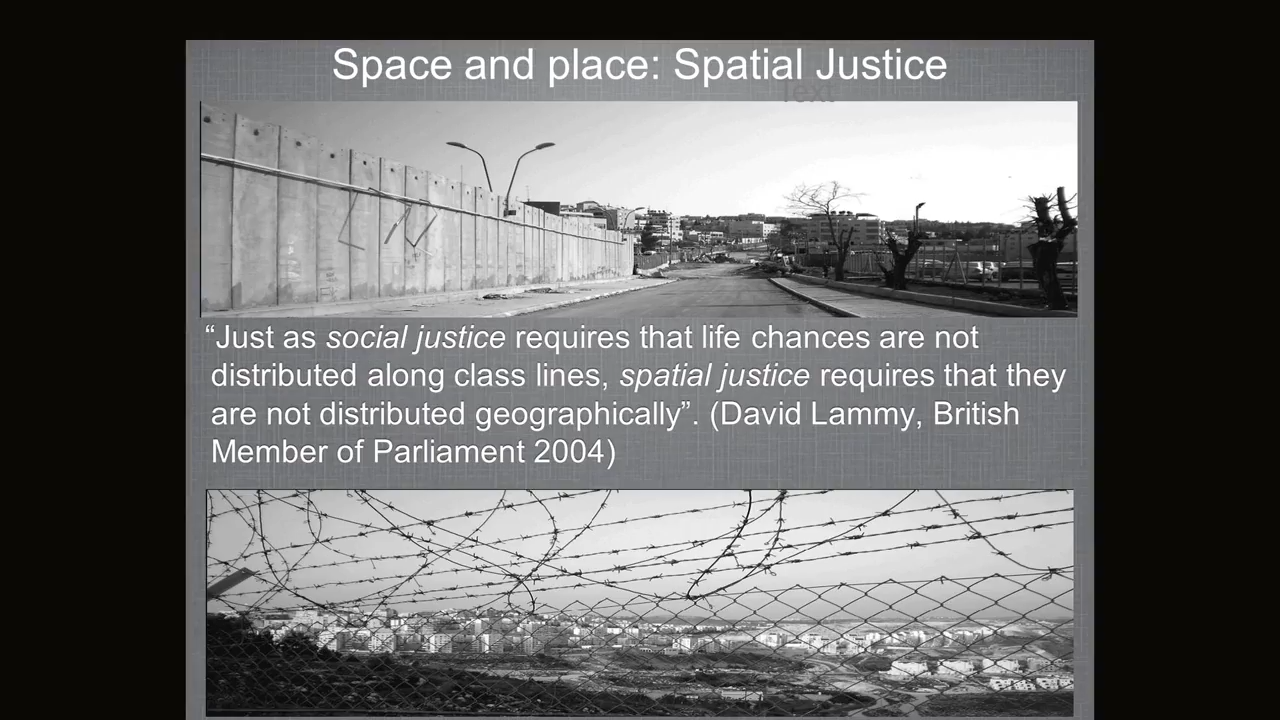 Space and place: Spatial Justice
Text
“Just as social justice requires that life chances are not
distributed along class lines, spatial justice requires that they
are not distributed geographically”. (David Lammy, British
Member of Parliament 2004)